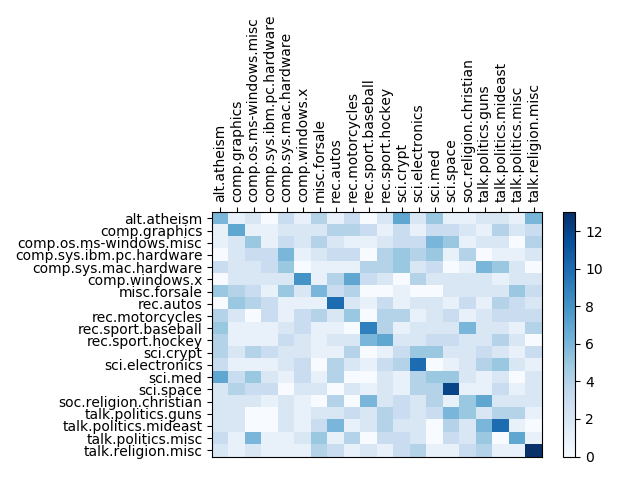 alt.atheism
comp.graphics
comp.os.ms-windows.misc
comp.sys.ibm.pc.hardware
comp.sys.mac.hardware
comp.windows.x
misc.forsale
rec.autos
rec.motorcycles
rec.sport.baseball
rec.sport.hockey
sci.crypt
sci.electronics
sci.med
sci.space
soc.religion.christian
talk.politics.guns
talk.politics.mideast
talk.politics.misc
talk.religion.misc
alt.atheism
comp.graphics
comp.os.ms-windows.misc
comp.sys.ibm.pc.hardware
comp.sys.mac.hardware
comp.windows.x
misc.forsale
rec.autos
rec.motorcycles
rec.sport.baseball
rec.sport.hockey
sci.crypt
sci.electronics
sci.med
sci.space
soc.religion.christian
talk.politics.guns
talk.politics.mideast
talk.politics.misc
talk.religion.misc
12
10
8
6
4
2
0